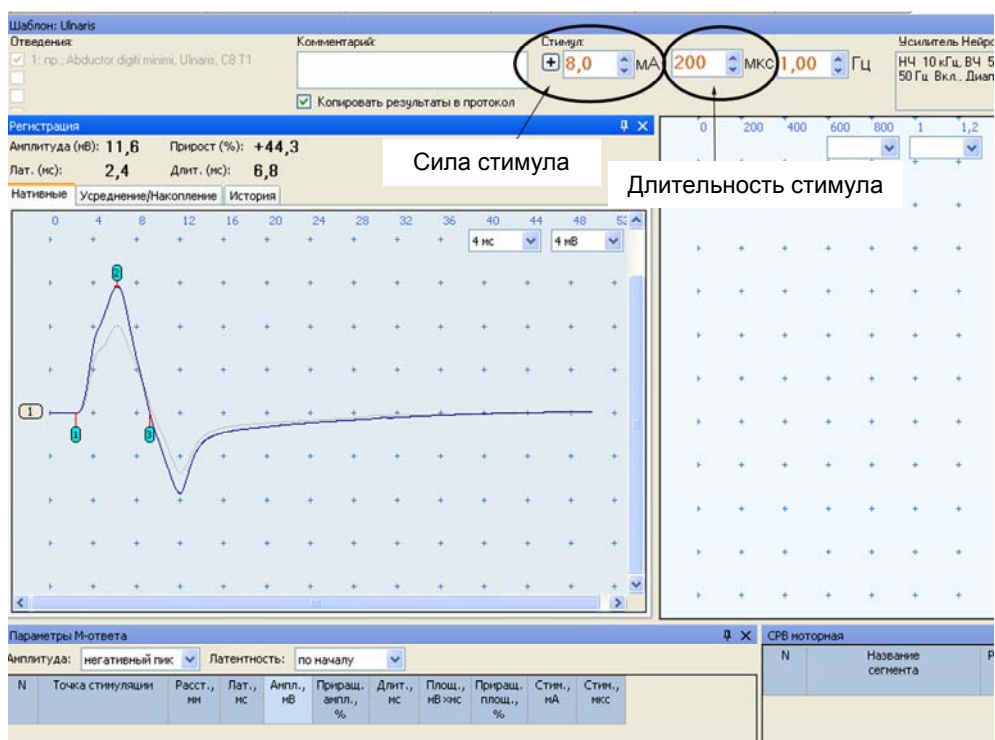 Шаблон: Ulnaris
Отведения:
1: пр., Abductor digiti minimi, Ulnaris, C8 T1
Комментарий:
Копировать результаты в протокол
Стимул:
8,0 мА 200 мкс 1,00 Гц
Усилитель Нейро
НЧ 10 кГц, ВЧ 5
50 Гц Вкл., Диап
Регистрация
Амплитуда (мВ): 11,6 Прирост (%): +44,3
Лат. (мс): 2,4 Длит. (мс): 6,8
Нативные Усреднение/Накопление История
Сила стимула
Длительность стимула
0 4 8 12 16 20 24 28 32 36 40 44 48 52
4 мс 4 мВ
2
1
1 3
0 200 400 600 800 1 1,2
Параметры М-ответа
Амплитуда: негативный пик Латентность: по началу
N Точка стимуляции Расст., мм Лат., мс Ампл., мВ Приращ. ампл., % Длит., мс Площ., мВ×мс Приращ. площ., % Стим., мА Стим., мкс
СРВ моторная
N Название сегмента Р